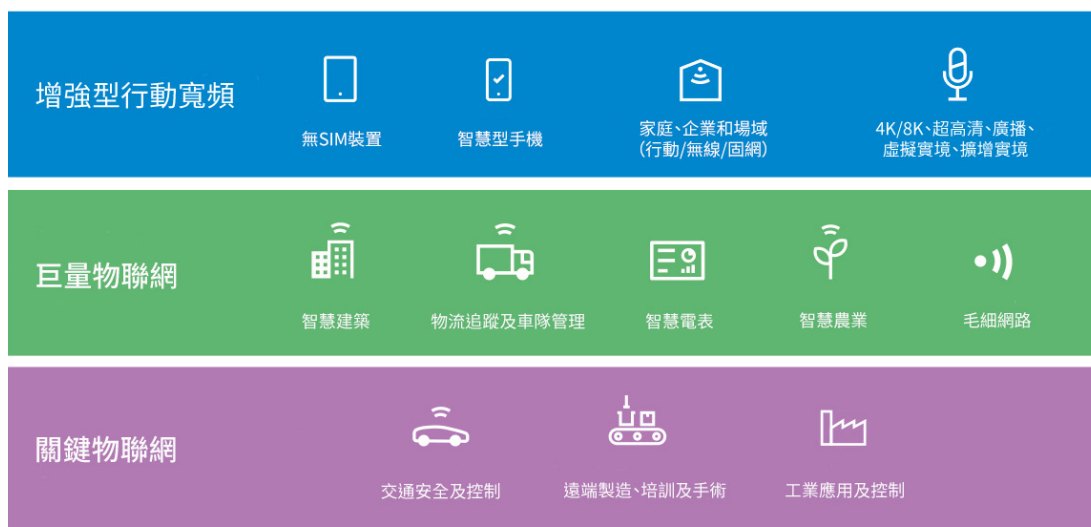 增強型行動寬頻
無SIM裝置
智慧型手機
家庭、企業和場域
(行動/無線/固網)
4K/8K、超高清、廣播、
虛擬實境、擴增實境
巨量物聯網
智慧建築
物流追蹤及車隊管理
智慧電表
智慧農業
毛細網路
關鍵物聯網
交通安全及控制
遠端製造、培訓及手術
工業應用及控制